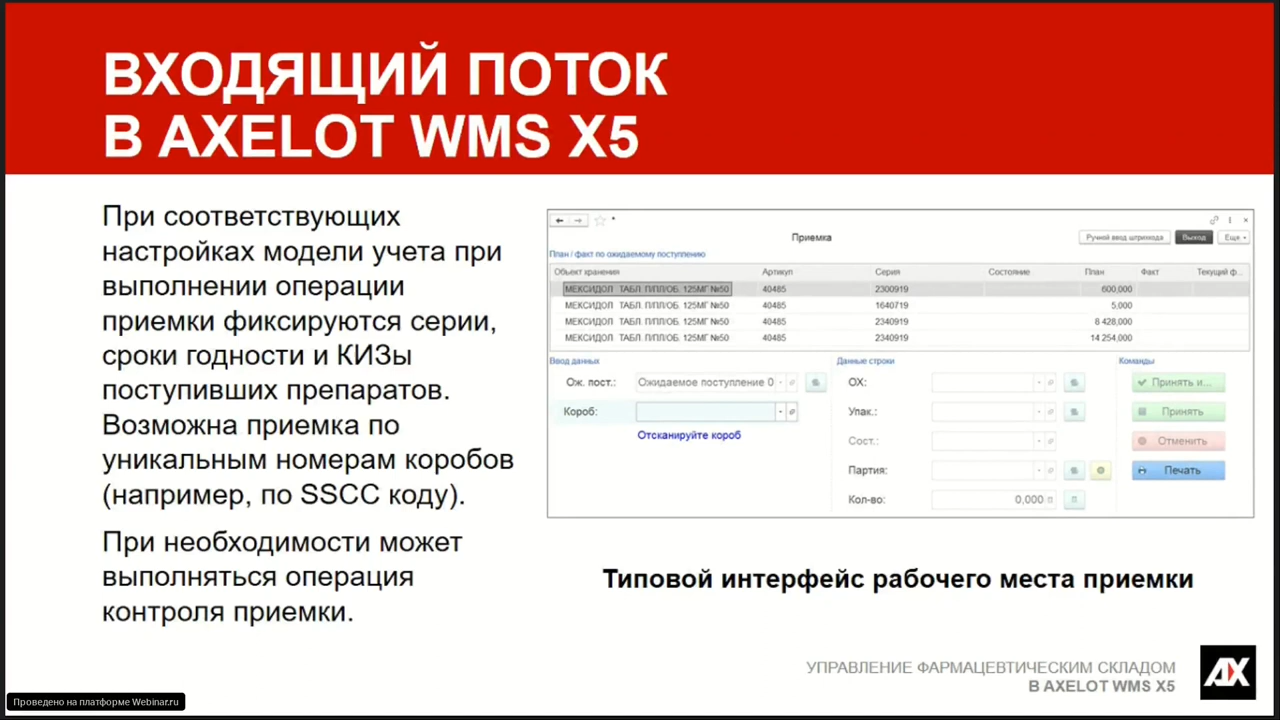 ВХОДЯЩИЙ ПОТОК
В AXELOT WMS X5
При соответствующих
настройках модели учета при
выполнении операции
приемки фиксируются серии,
сроки годности и КИЗы
поступивших препаратов.
Возможна приемка по
уникальным номерам коробов
(например, по SSCC коду).
При необходимости может
выполняться операция
контроля приемки.
Приемка
Ручной ввод штрихкода Выход Еще
План / факт по ожидаемому поступлению
Объект хранения Артикул Серия Состояние План Факт Текущий ф...
МЕКСИДОЛ ТАБЛ. П/ПЛ/ОБ. 125МГ №50 40485 2300919 600,000
МЕКСИДОЛ ТАБЛ. П/ПЛ/ОБ. 125МГ №50 40485 1640719 5,000
МЕКСИДОЛ ТАБЛ. П/ПЛ/ОБ. 125МГ №50 40485 2340919 8 428,000
МЕКСИДОЛ ТАБЛ. П/ПЛ/ОБ. 125МГ №50 40485 2340919 14 254,000
Ввод данных Данные строки Команды
Ож. пост.: Ожидаемое поступление 0 ОХ: Принять и...
Короб: Упак.: Принять
Отсканируйте короб Сост.: Отменить
Партия: Печать
Кол-во: 0,000
Типовой интерфейс рабочего места приемки
УПРАВЛЕНИЕ ФАРМАЦЕВТИЧЕСКИМ СКЛАДОМ
В AXELOT WMS X5
AX
Проведено на платформе Webinar.ru